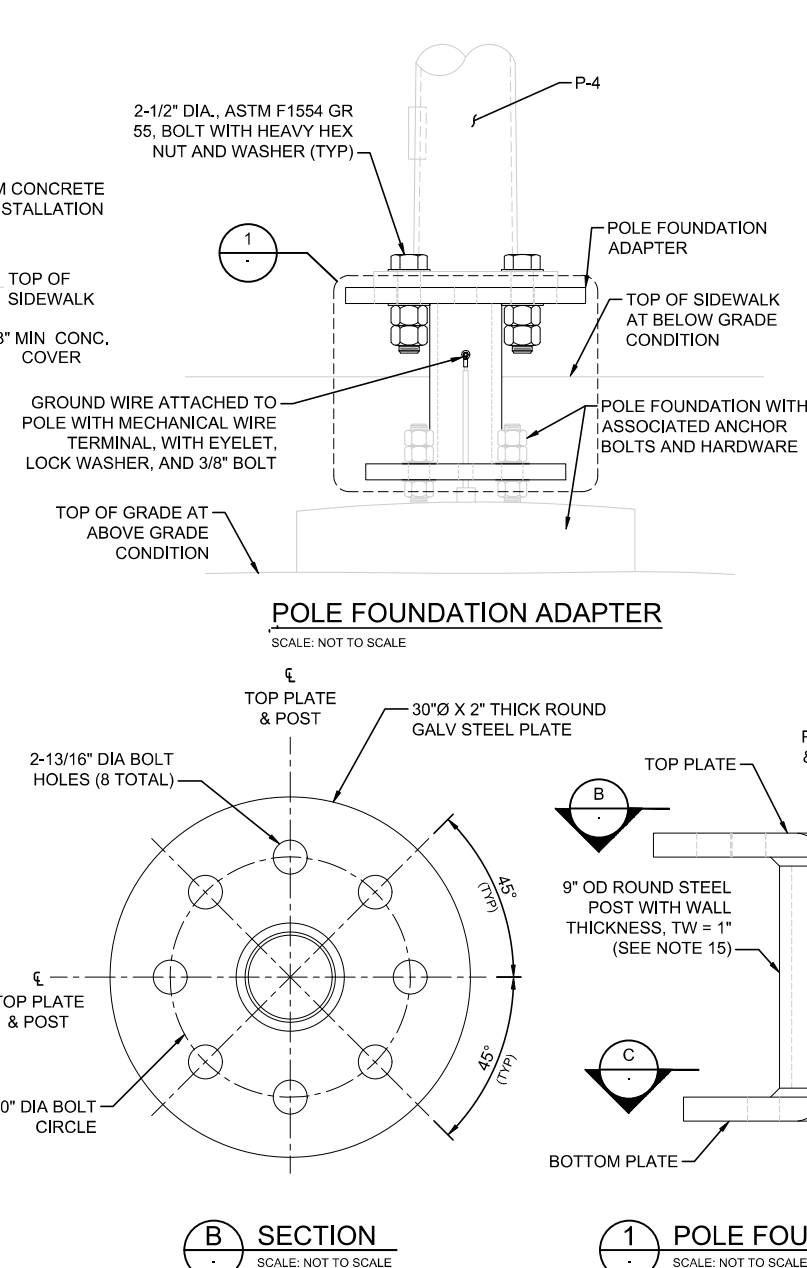 P-4
2-1/2" DIA., ASTM F1554 GR
55, BOLT WITH HEAVY HEX
NUT AND WASHER (TYP)
CONCRETE
1
-
POLE FOUNDATION
ADAPTER
TOP OF
SIDEWALK
TOP OF SIDEWALK
AT BELOW GRADE
CONDITION
MIN CONC.
COVER
GROUND WIRE ATTACHED TO
POLE WITH MECHANICAL WIRE
TERMINAL, WITH EYELET,
LOCK WASHER, AND 3/8" BOLT
POLE FOUNDATION WITH
ASSOCIATED ANCHOR
BOLTS AND HARDWARE
TOP OF GRADE AT
ABOVE GRADE
CONDITION
POLE FOUNDATION ADAPTER
SCALE: NOT TO SCALE
℄
TOP PLATE
& POST
30"Ø X 2" THICK ROUND
GALV STEEL PLATE
2-13/16" DIA BOLT
HOLES (8 TOTAL)
45°
(TYP)
℄
TOP PLATE
& POST
45°
(TYP)
DIA BOLT
CIRCLE
B
-
SECTION
SCALE: NOT TO SCALE
TOP PLATE
B
-
9" OD ROUND STEEL
POST WITH WALL
THICKNESS, TW = 1"
(SEE NOTE 15)
C
-
BOTTOM PLATE
1
-
POLE
SCALE: NOT TO SCALE